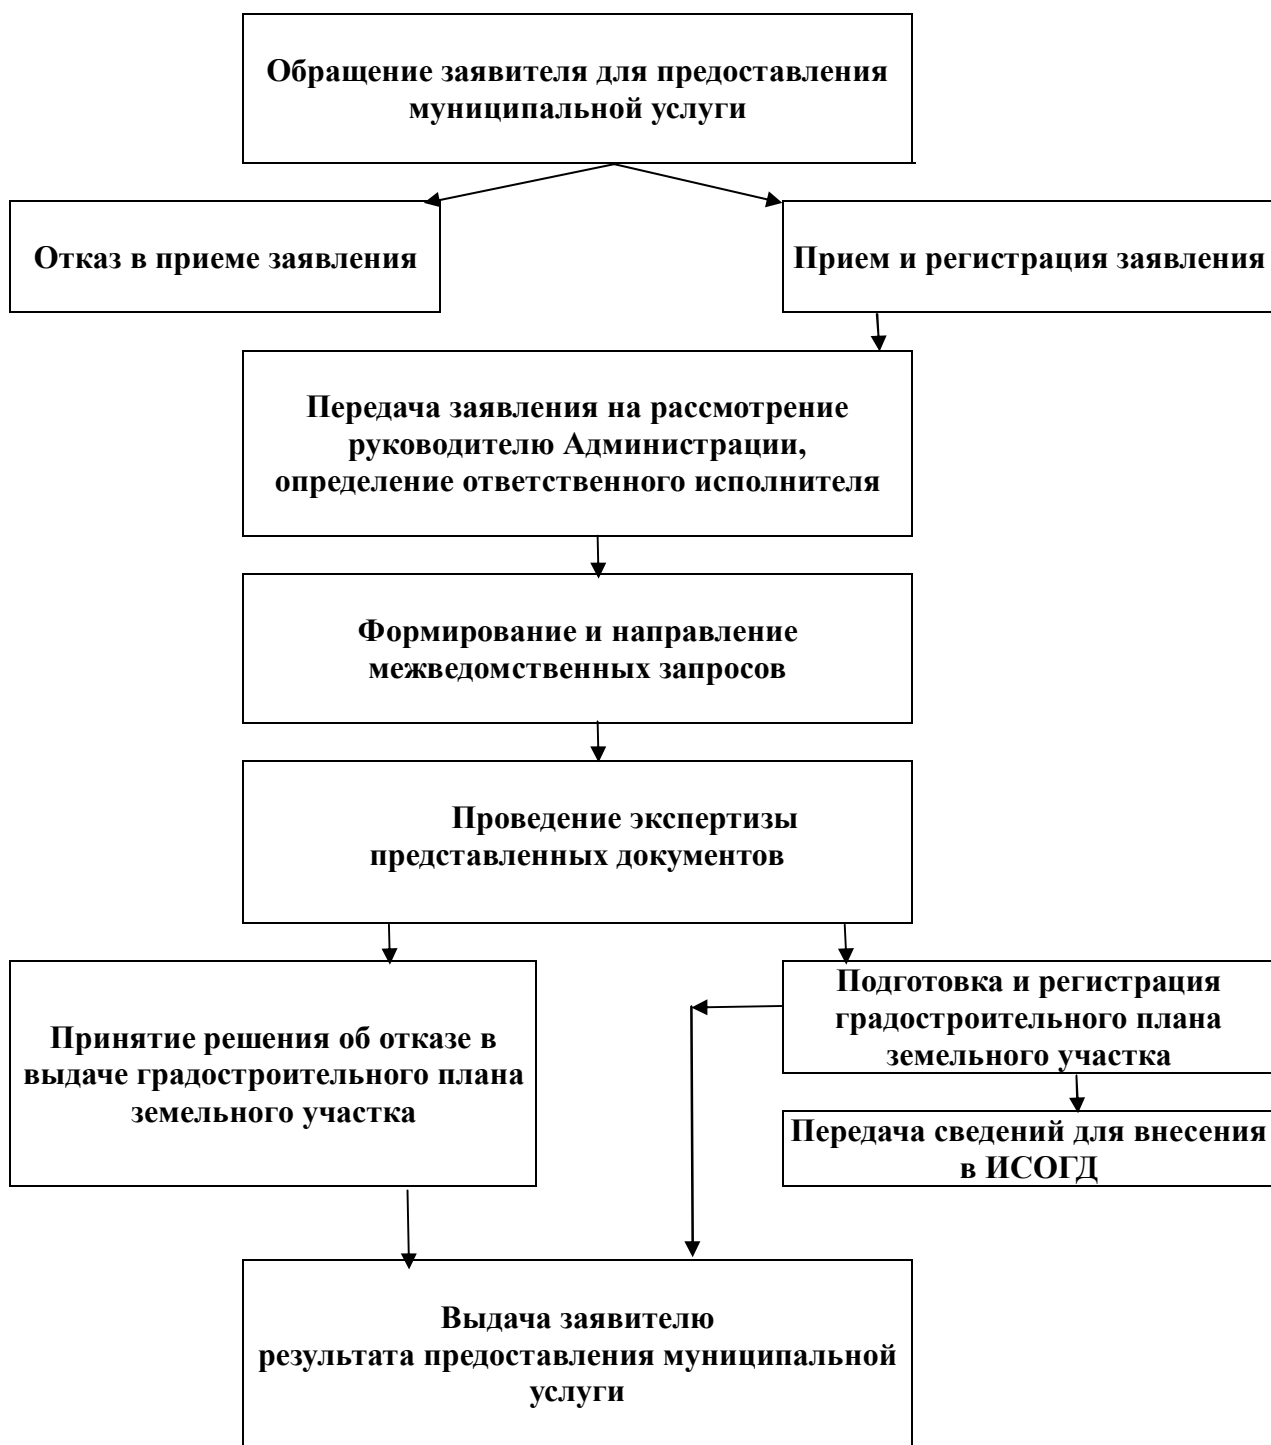 Обращение заявителя для предоставления
муниципальной услуги
Отказ в приеме заявления
Прием и регистрация заявления
Передача заявления на рассмотрение
руководителю Администрации,
определение ответственного исполнителя
Формирование и направление
межведомственных запросов
Проведение экспертизы
представленных документов
Принятие решения об отказе в
выдаче градостроительного плана
земельного участка
Подготовка и регистрация
градостроительного плана
земельного участка
Передача сведений для внесения
в ИСОГД
Выдача заявителю
результата предоставления муниципальной
услуги